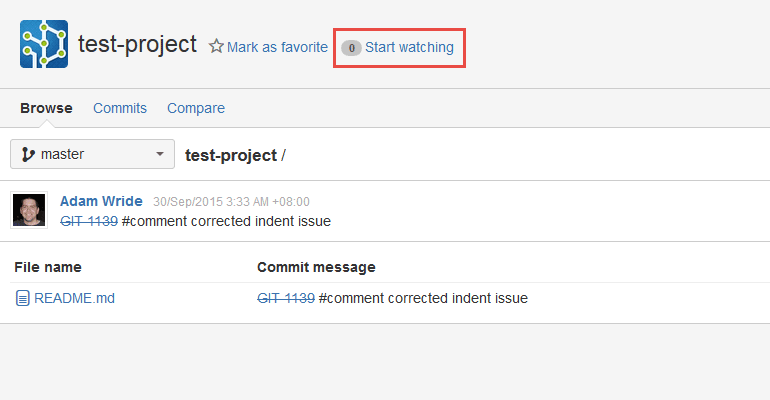 test-project Mark as favorite 0 Start watching
Browse Commits Compare
master test-project /
Adam Wride 30/Sep/2015 3:33 AM +08:00
GIT-1139 #comment corrected indent issue
File name Commit message
README.md GIT-1139 #comment corrected indent issue